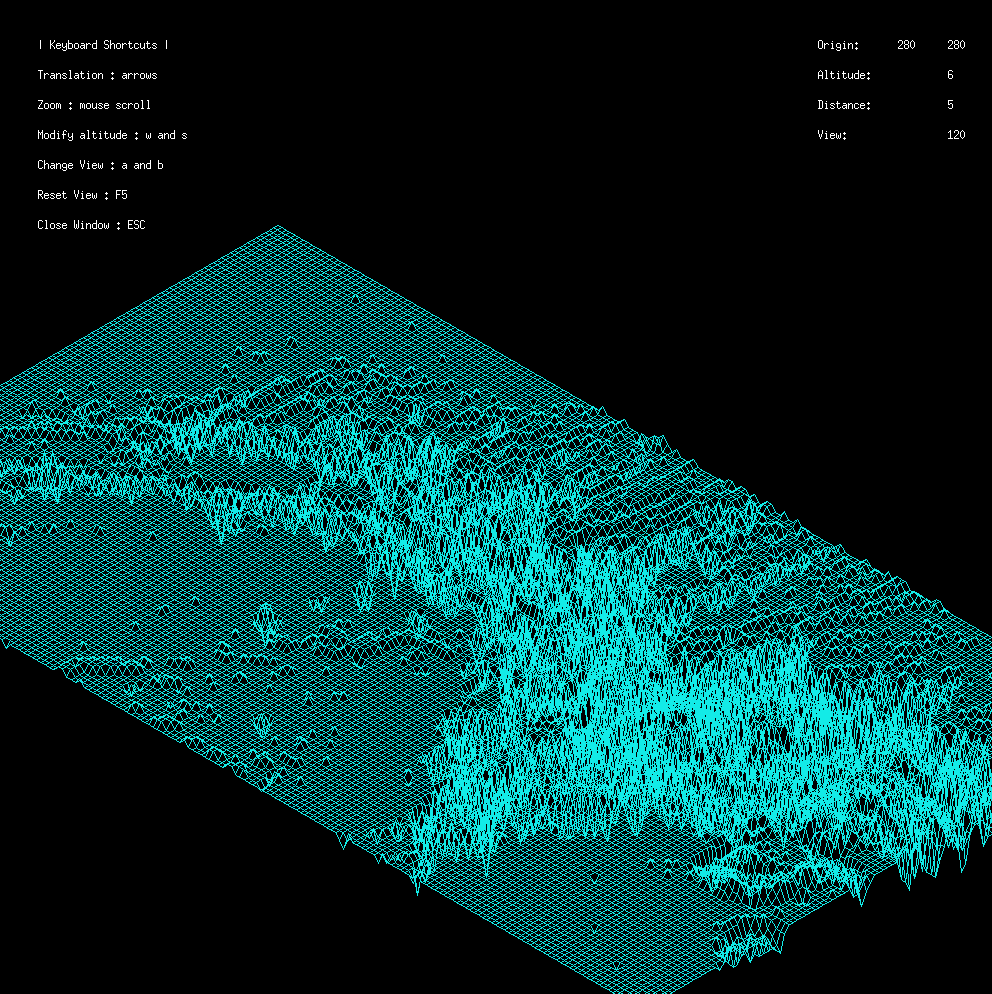 | Keyboard Shortcuts |
Translation : arrows
Zoom : mouse scroll
Modify altitude : w and s
Change View : a and b
Reset View : F5
Close Window : ESC
Origin: 280 280
Altitude: 6
Distance: 5
View: 120